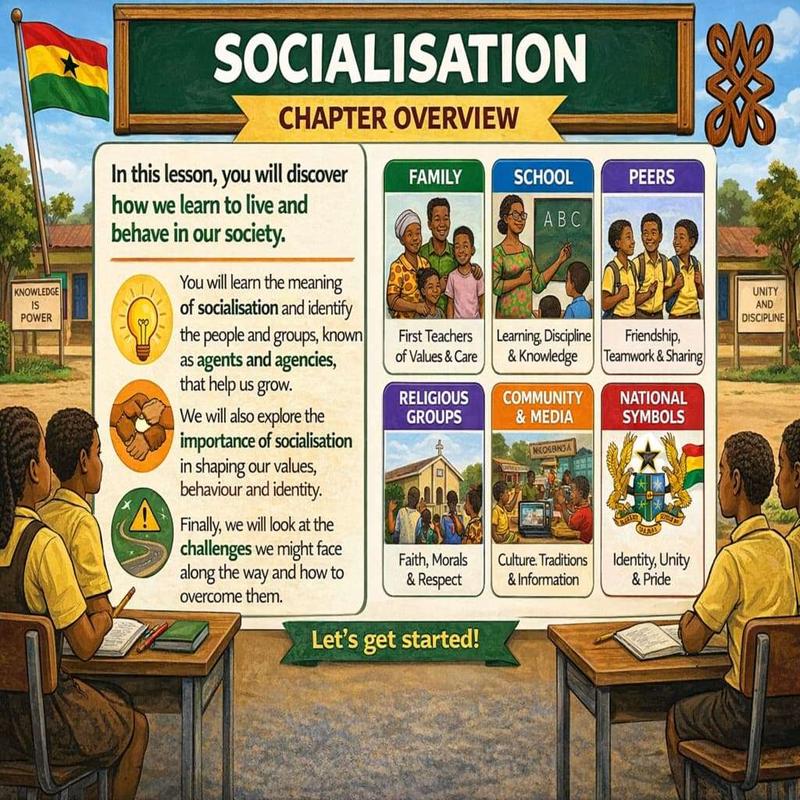 SOCIALISATION
CHAPTER OVERVIEW
In this lesson, you will discover
how we learn to live and
behave in our society.
You will learn the meaning
of socialisation and identify
the people and groups, known
as agents and agencies,
that help us grow.
We will also explore the
importance of socialisation
in shaping our values,
behaviour and identity.
Finally, we will look at the
challenges we might face
along the way and how to
overcome them.
FAMILY
First Teachers
of Values & Care
SCHOOL
A B C
Learning, Discipline
& Knowledge
PEERS
Friendship,
Teamwork & Sharing
RELIGIOUS
GROUPS
Faith, Morals
& Respect
COMMUNITY
& MEDIA
Culture. Traditions
& Information
NATIONAL
SYMBOLS
Identity, Unity
& Pride
KNOWLEDGE
IS
POWER
UNITY
AND
DISCIPLINE
Let's get started!